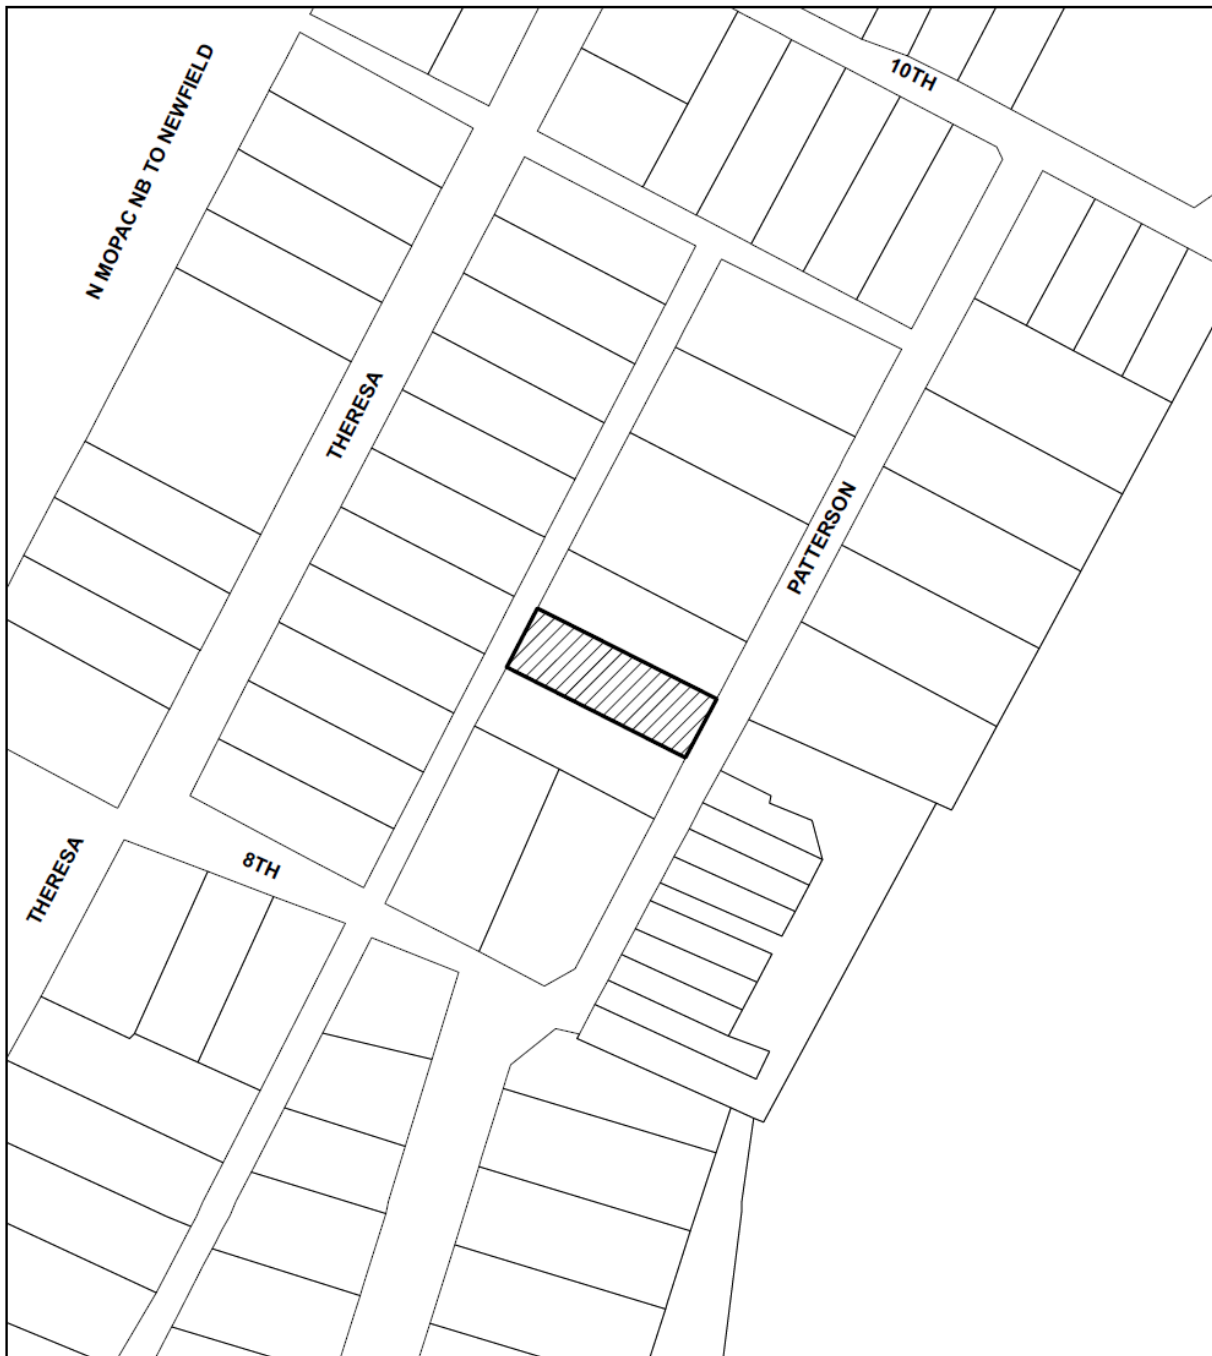 10TH
N MOPAC NB TO NEWFIELD
THERESA
PATTERSON
8TH
THERESA